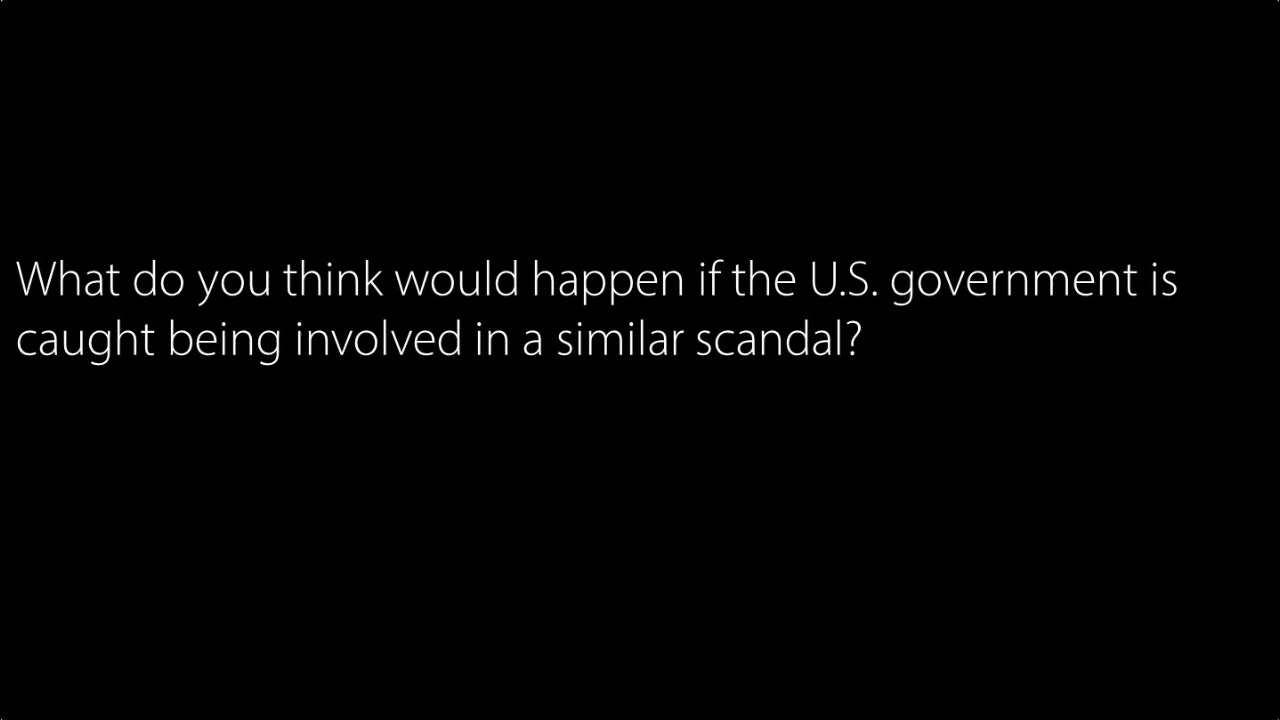 What do you think would happen if the U.S. government is
caught being involved in a similar scandal?